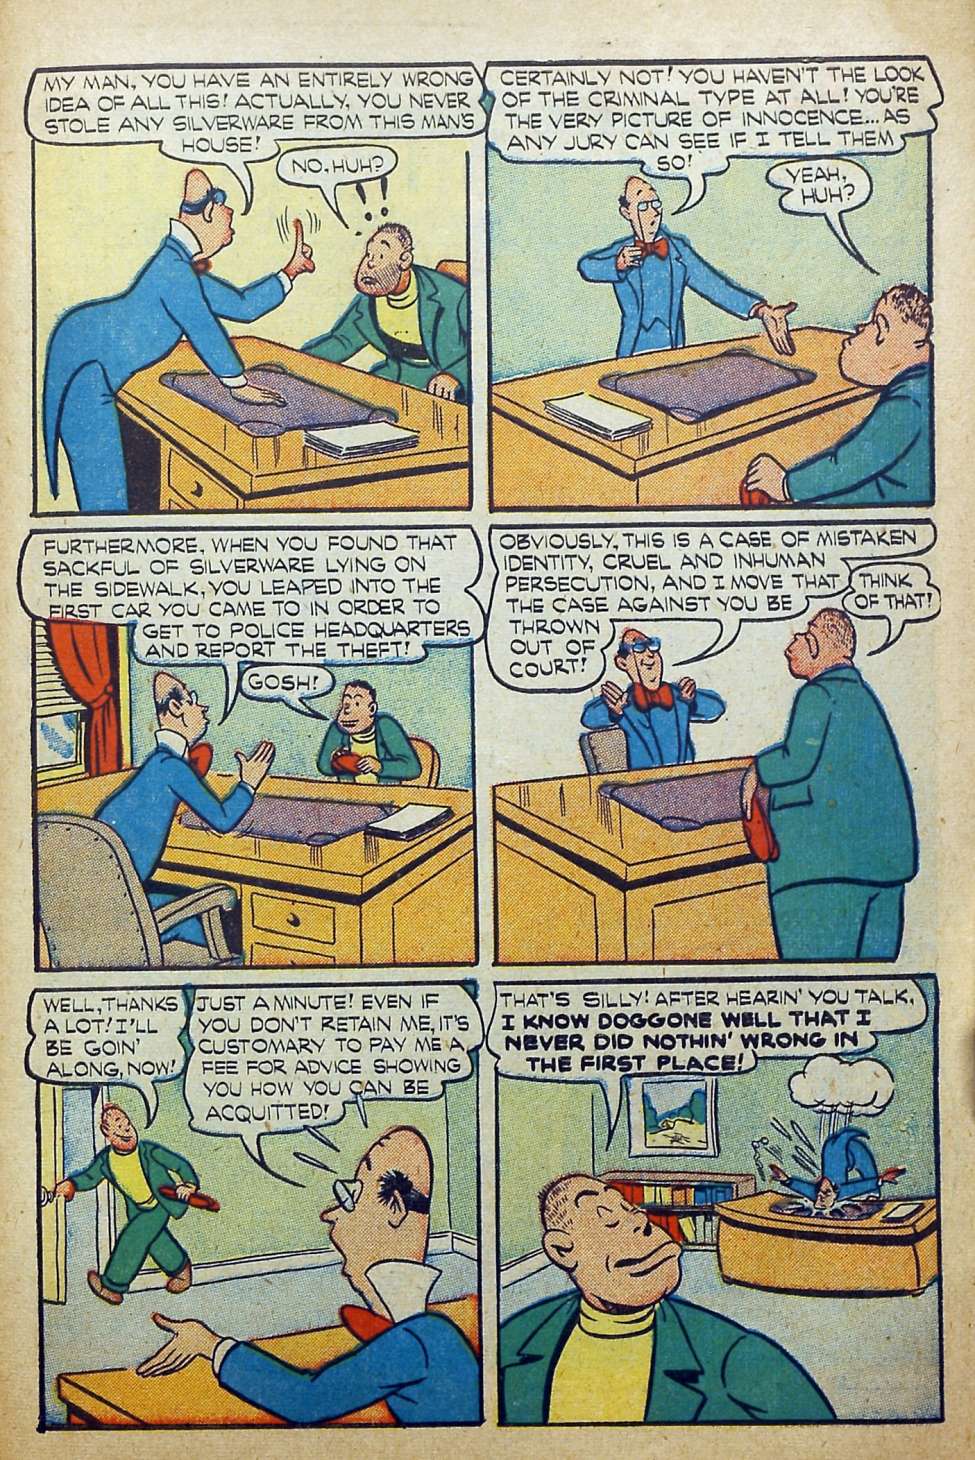 MY MAN, YOU HAVE AN ENTIRELY WRONG
IDEA OF ALL THIS! ACTUALLY, YOU NEVER
STOLE ANY SILVERWARE FROM THIS MAN'S
HOUSE!
NO, HUH?
!!
CERTAINLY NOT! YOU HAVEN'T THE LOOK
OF THE CRIMINAL TYPE AT ALL! YOU'RE
THE VERY PICTURE OF INNOCENCE... AS
ANY JURY CAN SEE IF I TELL THEM
SO!
YEAH,
HUH?
FURTHERMORE, WHEN YOU FOUND THAT
SACKFUL OF SILVERWARE LYING ON
THE SIDEWALK, YOU LEAPED INTO THE
FIRST CAR YOU CAME TO IN ORDER TO
GET TO POLICE HEADQUARTERS
AND REPORT THE THEFT!
GOSH!
OBVIOUSLY, THIS IS A CASE OF MISTAKEN
IDENTITY, CRUEL AND INHUMAN
PERSECUTION, AND I MOVE THAT
THE CASE AGAINST YOU BE
THROWN
OUT OF
COURT!
THINK
OF THAT!
WELL, THANKS
A LOT! I'LL
BE GOIN'
ALONG, NOW!
JUST A MINUTE! EVEN IF
YOU DON'T RETAIN ME, IT'S
CUSTOMARY TO PAY ME A
FEE FOR ADVICE SHOWING
YOU HOW YOU CAN BE
ACQUITTED!
THAT'S SILLY! AFTER HEARIN' YOU TALK,
I KNOW DOGGONE WELL THAT I
NEVER DID NOTHIN' WRONG IN
THE FIRST PLACE!